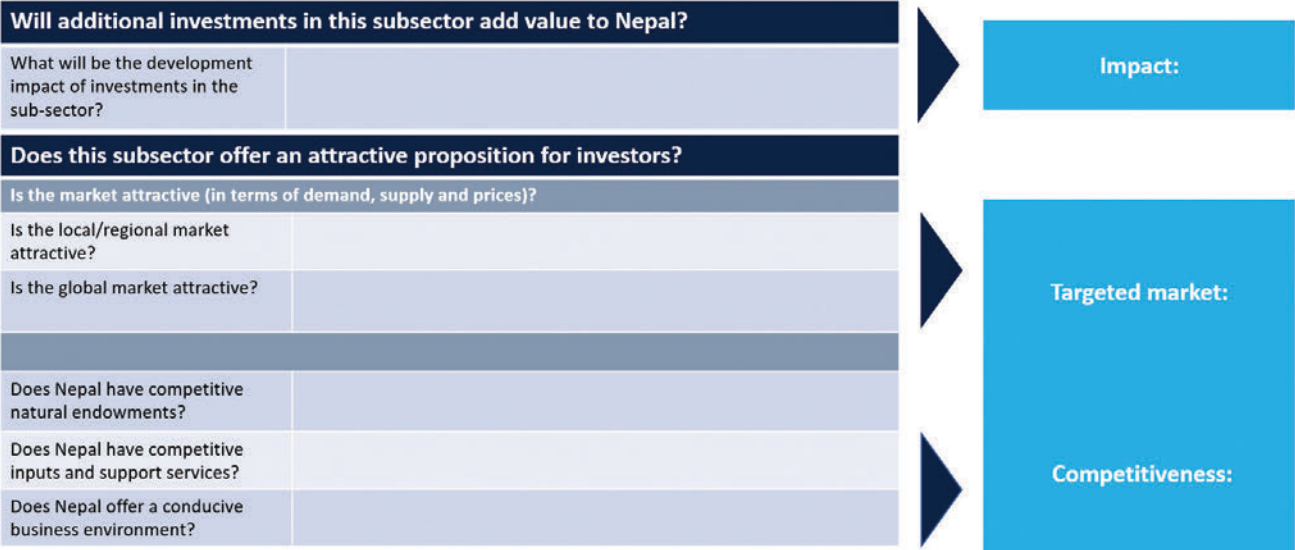 Will additional investments in this subsector add value to Nepal?
What will be the development
impact of investments in the
sub-sector?
Impact:
Does this subsector offer an attractive proposition for investors?
Is the market attractive (in terms of demand, supply and prices)?
Is the local/regional market
attractive?
Is the global market attractive?
Targeted market:
Does Nepal have competitive
natural endowments?
Does Nepal have competitive
inputs and support services?
Does Nepal offer a conducive
business environment?
Competitiveness: